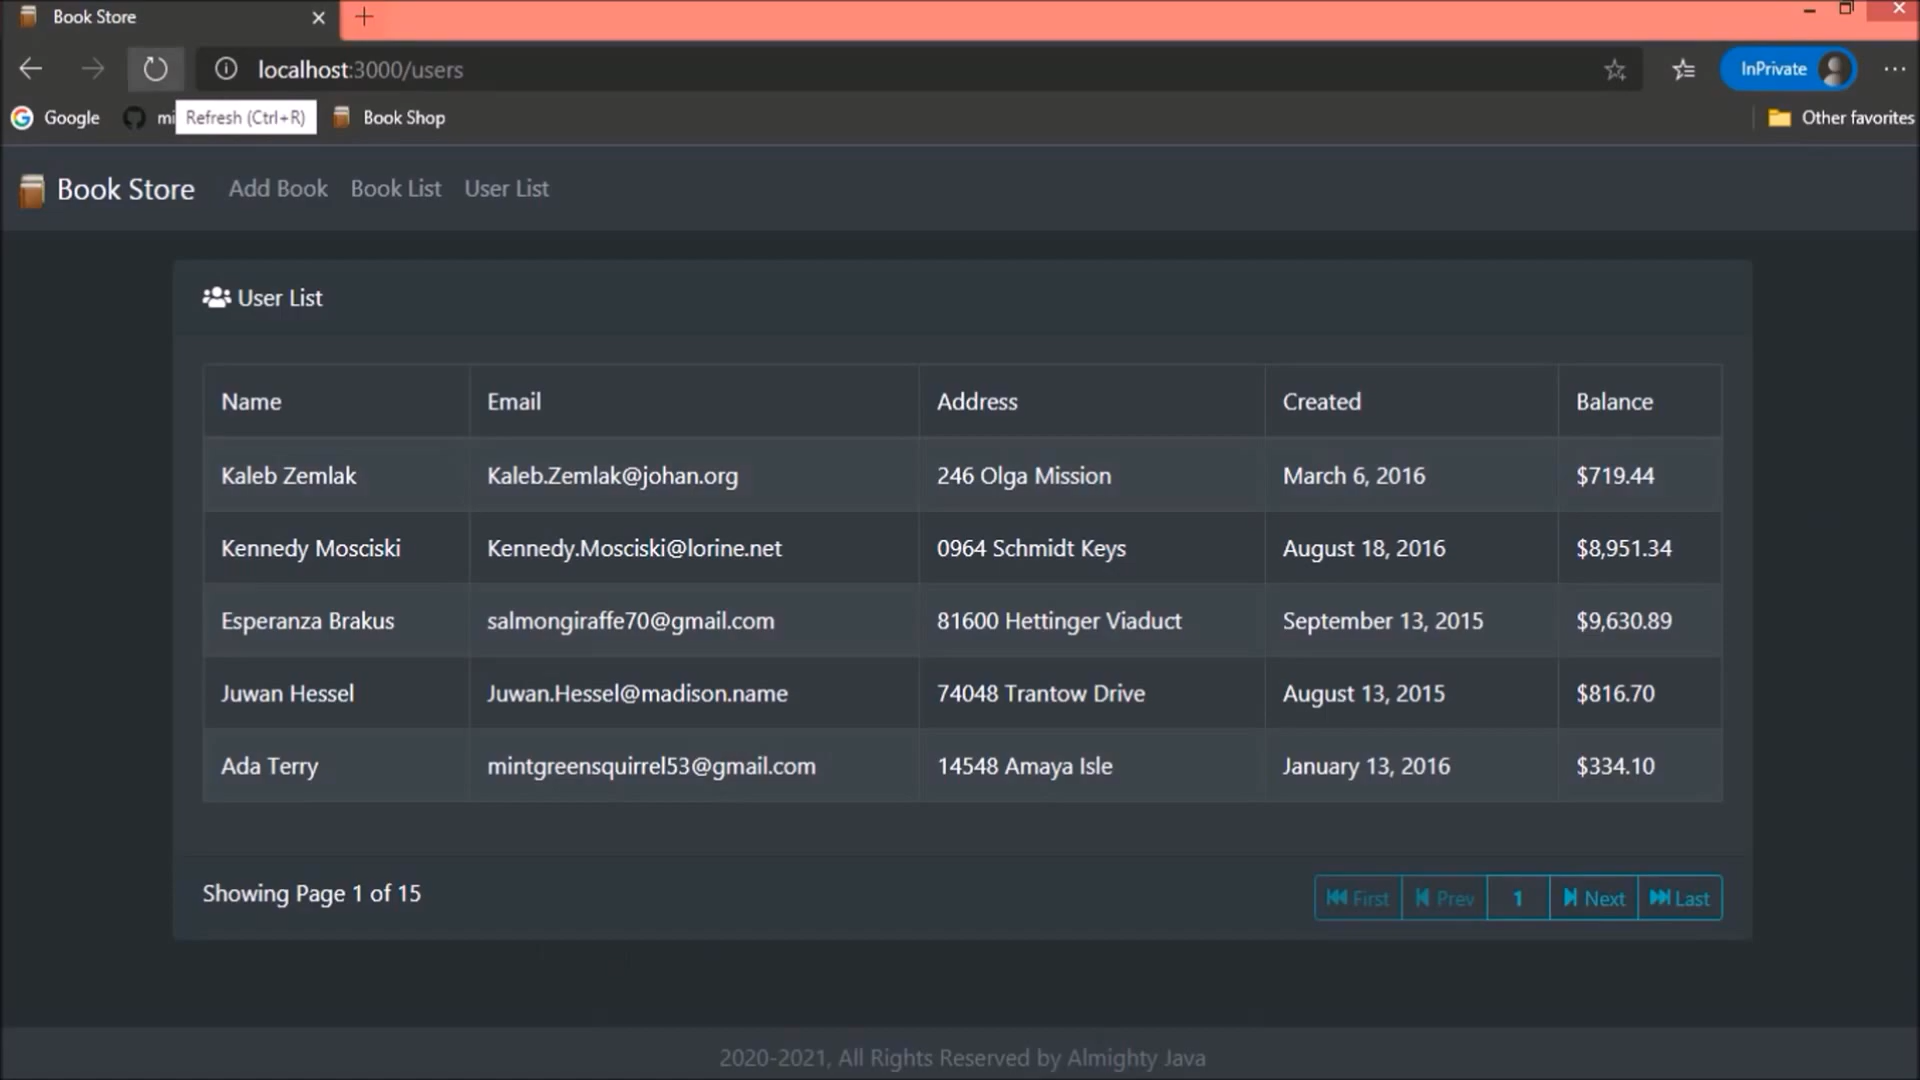 Book Store
localhost:3000/users
InPrivate
Google mi Refresh (Ctrl+R) Book Shop Other favorites
Book Store Add Book Book List User List
User List
Name Email Address Created Balance
Kaleb Zemlak Kaleb.Zemlak@johan.org 246 Olga Mission March 6, 2016 $719.44
Kennedy Mosciski Kennedy.Mosciski@lorine.net 0964 Schmidt Keys August 18, 2016 $8,951.34
Esperanza Brakus salmongiraffe70@gmail.com 81600 Hettinger Viaduct September 13, 2015 $9,630.89
Juwan Hessel Juwan.Hessel@madison.name 74048 Trantow Drive August 13, 2015 $816.70
Ada Terry mintgreensquirrel53@gmail.com 14548 Amaya Isle January 13, 2016 $334.10
Showing Page 1 of 15 First Prev 1 Next Last
2020-2021, All Rights Reserved by Almighty Java